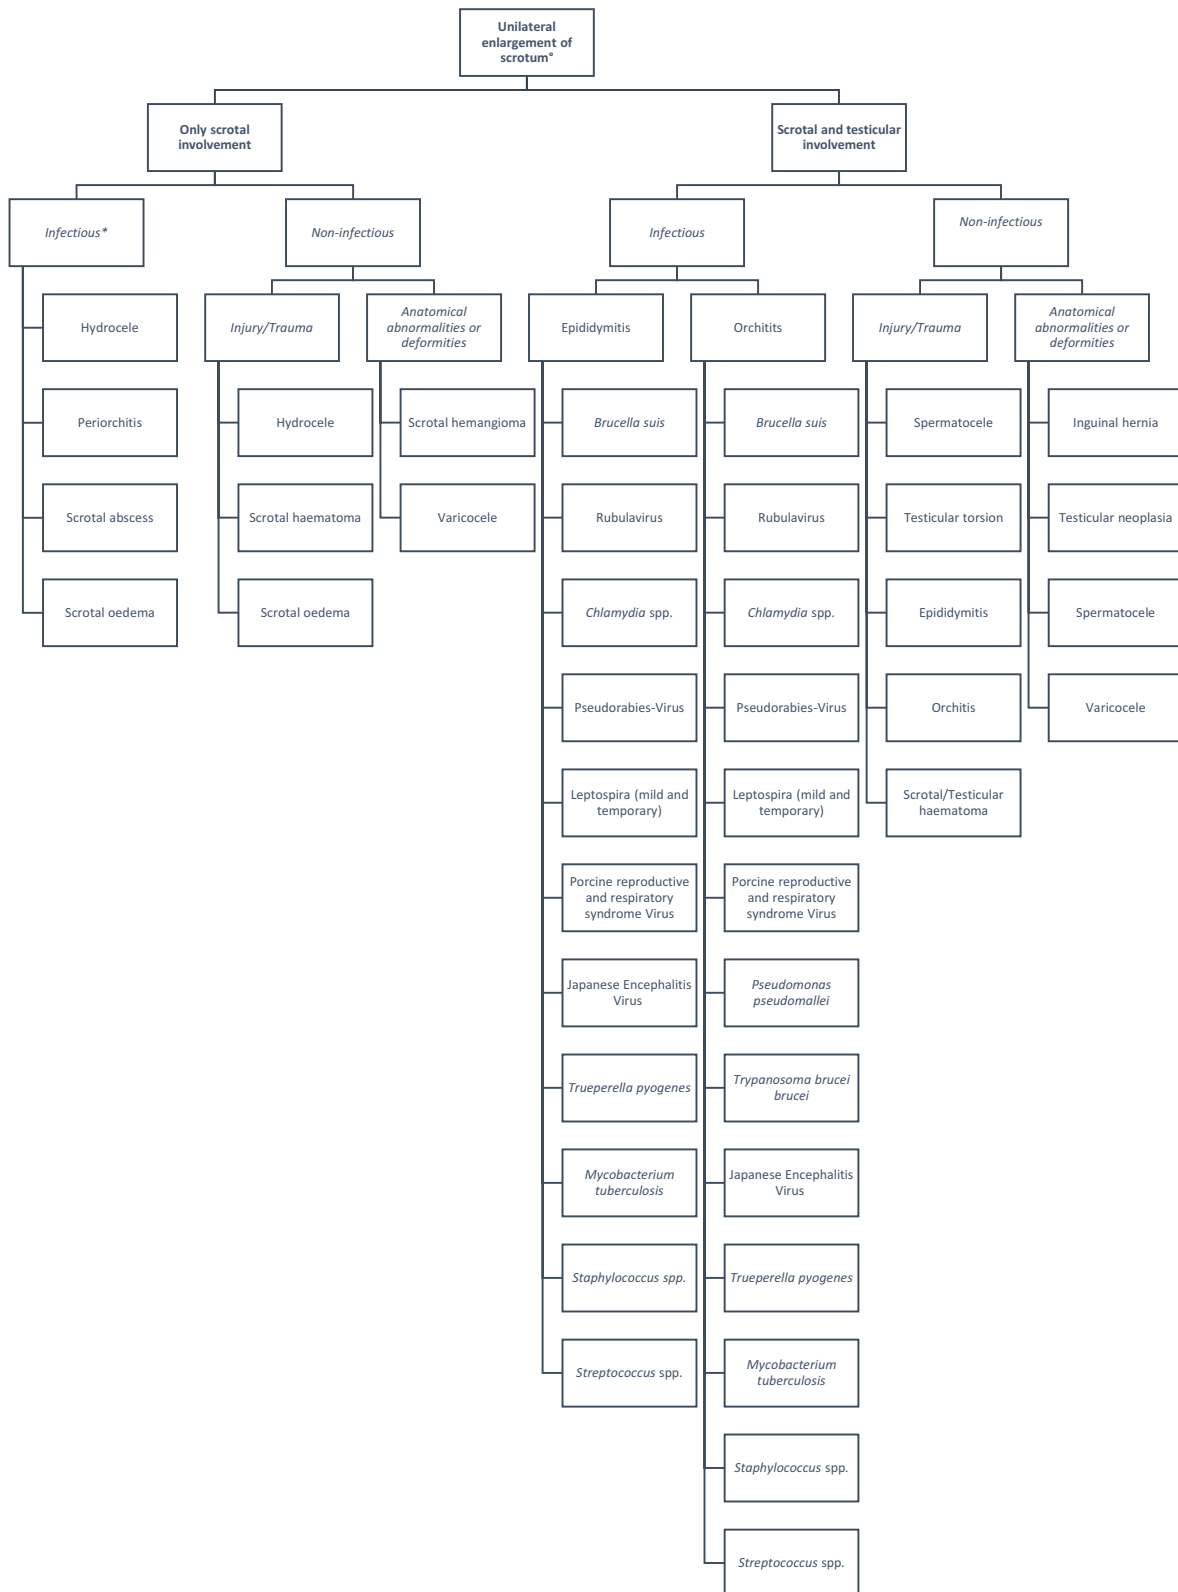 Unilateral
enlargement of
scrotum°
Only scrotal
involvement
Scrotal and testicular
involvement
Infectious*
Non-infectious
Infectious
Non-infectious
Hydrocele
Periorchitis
Scrotal abscess
Scrotal oedema
Injury/Trauma
Hydrocele
Scrotal haematoma
Scrotal oedema
Anatomical
abnormalities or
deformities
Scrotal hemangioma
Varicocele
Epididymitis
Brucella suis
Rubulavirus
Chlamydia spp.
Pseudorabies-Virus
Leptospira (mild and
temporary)
Porcine reproductive
and respiratory
syndrome Virus
Japanese Encephalitis
Virus
Trueperella pyogenes
Mycobacterium
tuberculosis
Staphylococcus spp.
Streptococcus spp.
Orchitits
Brucella suis
Rubulavirus
Chlamydia spp.
Pseudorabies-Virus
Leptospira (mild and
temporary)
Porcine reproductive
and respiratory
syndrome Virus
Pseudomonas
pseudomallei
Trypanosoma brucei
brucei
Japanese Encephalitis
Virus
Trueperella pyogenes
Mycobacterium
tuberculosis
Staphylococcus spp.
Streptococcus spp.
Injury/Trauma
Spermatocele
Testicular torsion
Epididymitis
Orchitis
Scrotal/Testicular
haematoma
Anatomical
abnormalities or
deformities
Inguinal hernia
Testicular neoplasia
Spermatocele
Varicocele